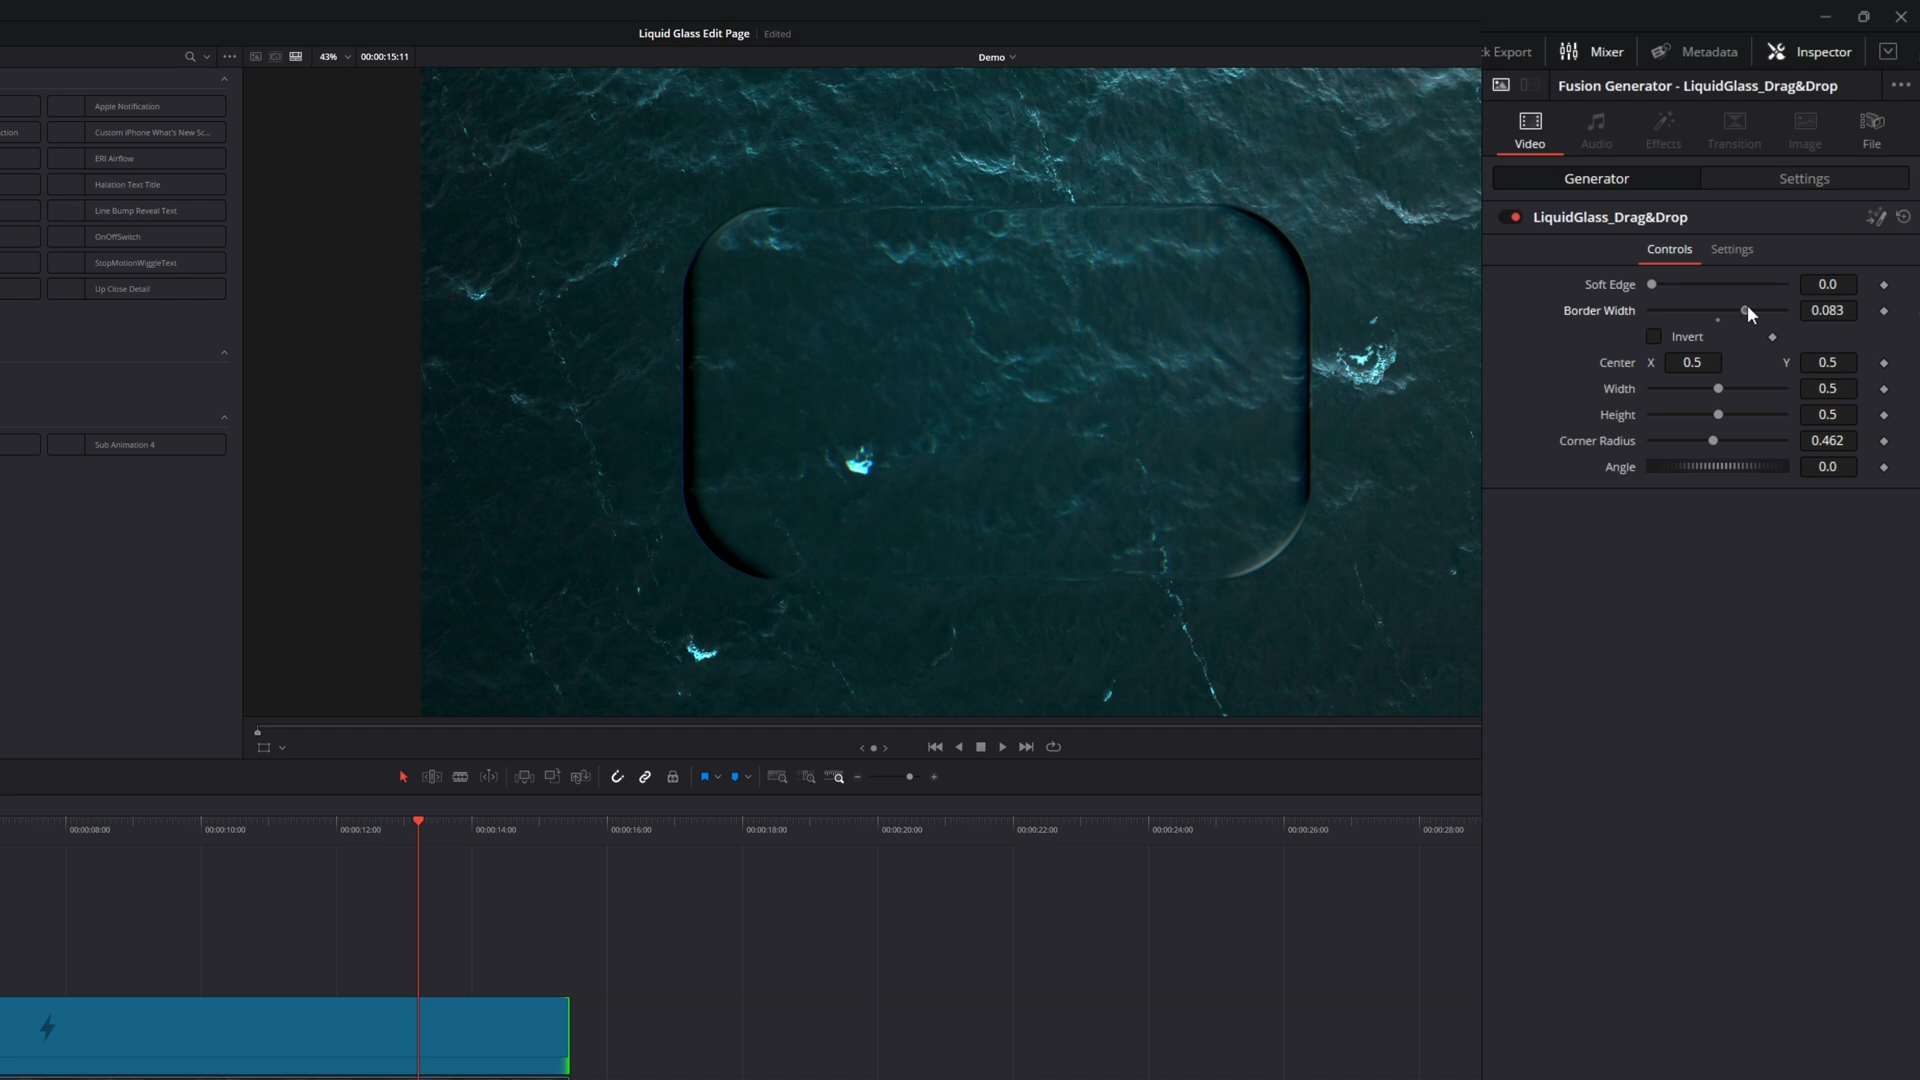 Liquid Glass Edit Page Edited
k Export Mixer Metadata Inspector
43% 00:00:15:11 Demo
Fusion Generator - LiquidGlass_Drag&Drop
Video Audio Effects Transition Image File
Generator Settings
LiquidGlass_Drag&Drop
Controls Settings
Soft Edge 0.0
Border Width 0.083
Invert
Center X 0.5 Y 0.5
Width 0.5
Height 0.5
Corner Radius 0.462
Angle 0.0
Apple Notification
ction Custom iPhone What's New Sc...
ERI Airflow
Halation Text Title
Line Bump Reveal Text
OnOffSwitch
StopMotionWiggleText
Up Close Detail
Sub Animation 4
00:00:08:00 00:00:10:00 00:00:12:00 00:00:14:00 00:00:16:00 00:00:18:00 00:00:20:00 00:00:22:00 00:00:24:00 00:00:26:00 00:00:28:00